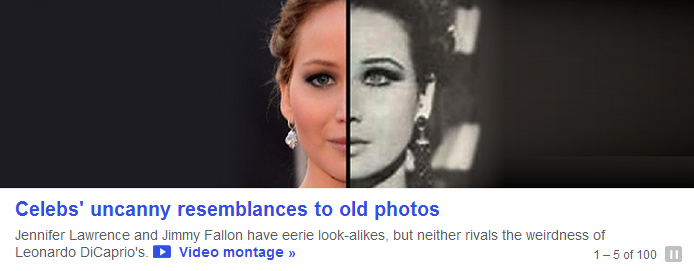 Celebs' uncanny resemblances to old photos
Jennifer Lawrence and Jimmy Fallon have eerie look-alikes, but neither rivals the weirdness of
Leonardo DiCaprio's. Video montage »
1 – 5 of 100